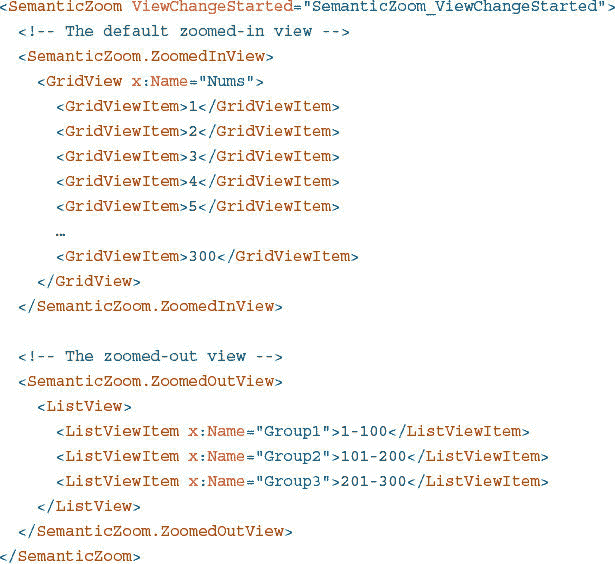 <SemanticZoom ViewChangeStarted="SemanticZoom_ViewChangeStarted">
  <!-- The default zoomed-in view -->
  <SemanticZoom.ZoomedInView>
    <GridView x:Name="Nums">
      <GridViewItem>1</GridViewItem>
      <GridViewItem>2</GridViewItem>
      <GridViewItem>3</GridViewItem>
      <GridViewItem>4</GridViewItem>
      <GridViewItem>5</GridViewItem>
      …
      <GridViewItem>300</GridViewItem>
    </GridView>
  </SemanticZoom.ZoomedInView>

  <!-- The zoomed-out view -->
  <SemanticZoom.ZoomedOutView>
    <ListView>
      <ListViewItem x:Name="Group1">1-100</ListViewItem>
      <ListViewItem x:Name="Group2">101-200</ListViewItem>
      <ListViewItem x:Name="Group3">201-300</ListViewItem>
    </ListView>
  </SemanticZoom.ZoomedOutView>
</SemanticZoom>